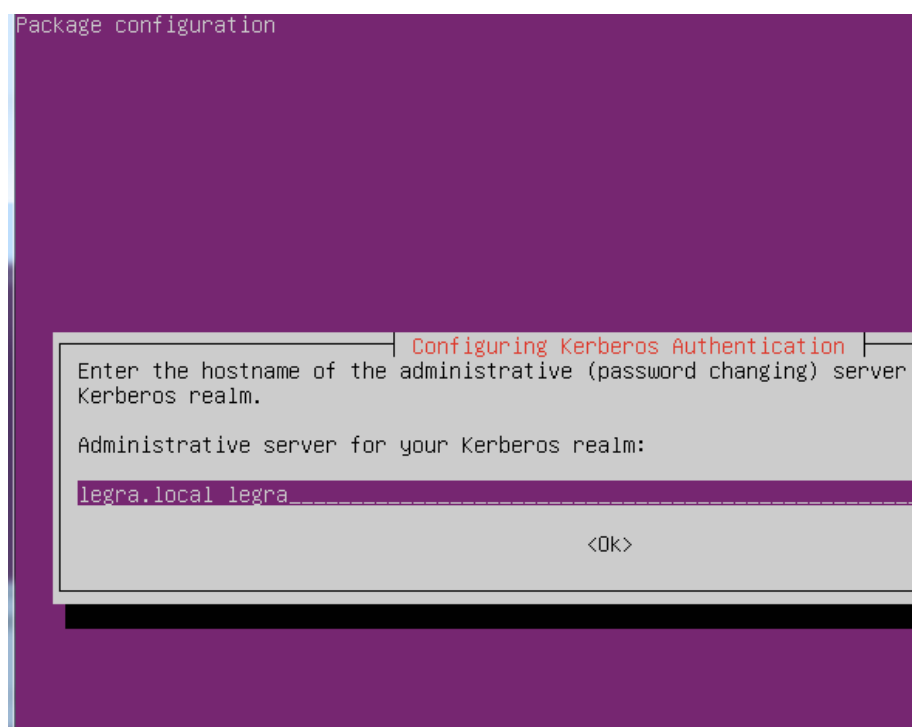 Package configuration
Configuring Kerberos Authentication
Enter the hostname of the administrative (password changing) server
Kerberos realm.
Administrative server for your Kerberos realm:
legra.local legra
<Ok>